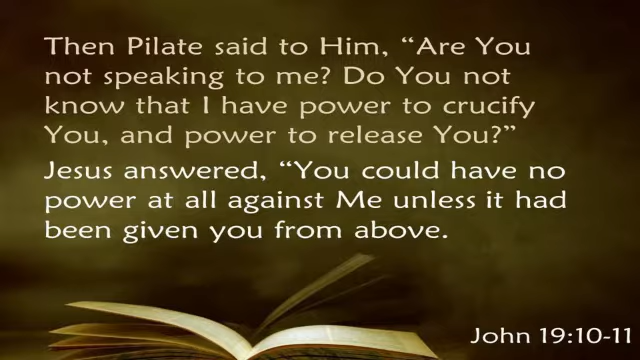 Then Pilate said to Him, “Are You
not speaking to me? Do You not
know that I have power to crucify
You, and power to release You?”
Jesus answered, “You could have no
power at all against Me unless it had
been given you from above.
John 19:10-11